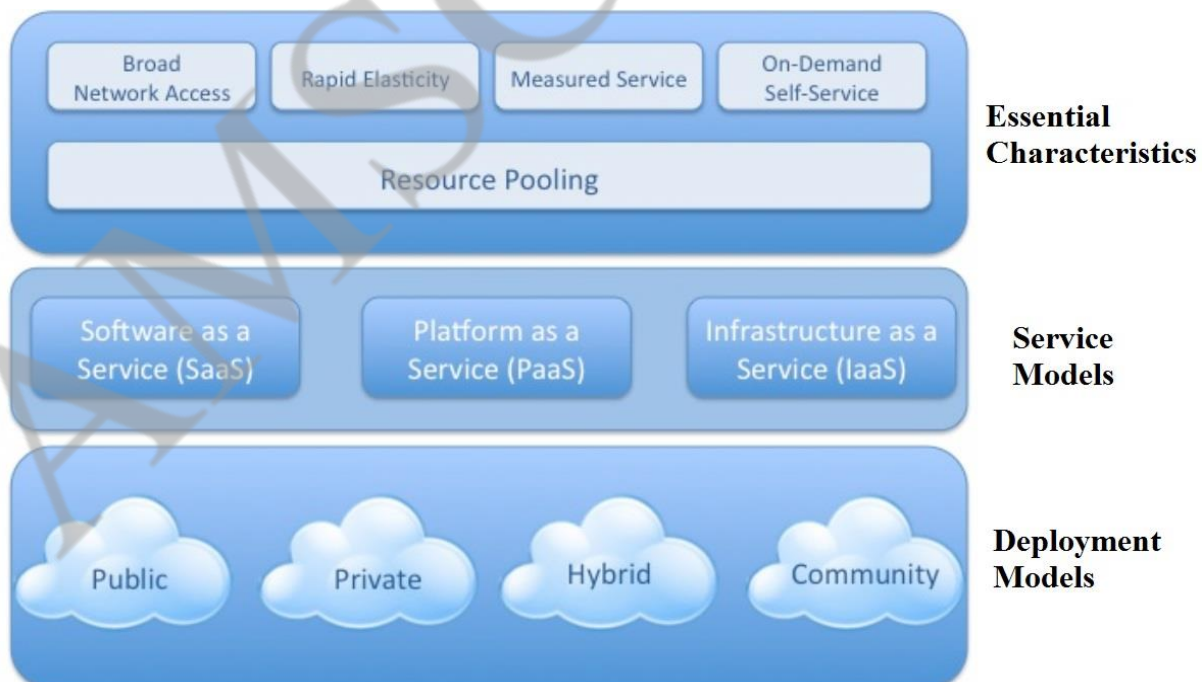 Broad
Network Access
Rapid Elasticity
Measured Service
On-Demand
Self-Service
Essential
Characteristics
Resource Pooling
Software as a
Service (SaaS)
Platform as a
Service (PaaS)
Infrastructure as a
Service (IaaS)
Service
Models
Public
Private
Hybrid
Community
Deployment
Models